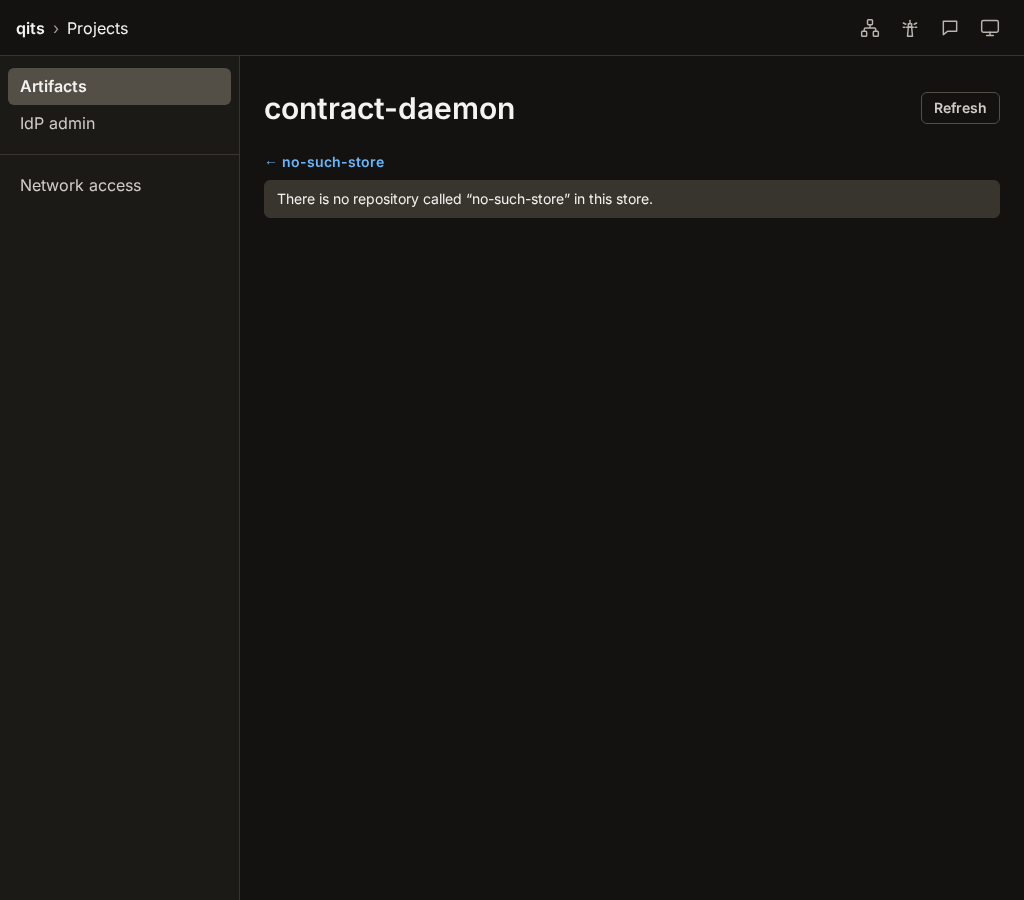 qits › Projects
Artifacts
IdP admin
Network access
contract-daemon
Refresh
← no-such-store
There is no repository called “no-such-store” in this store.